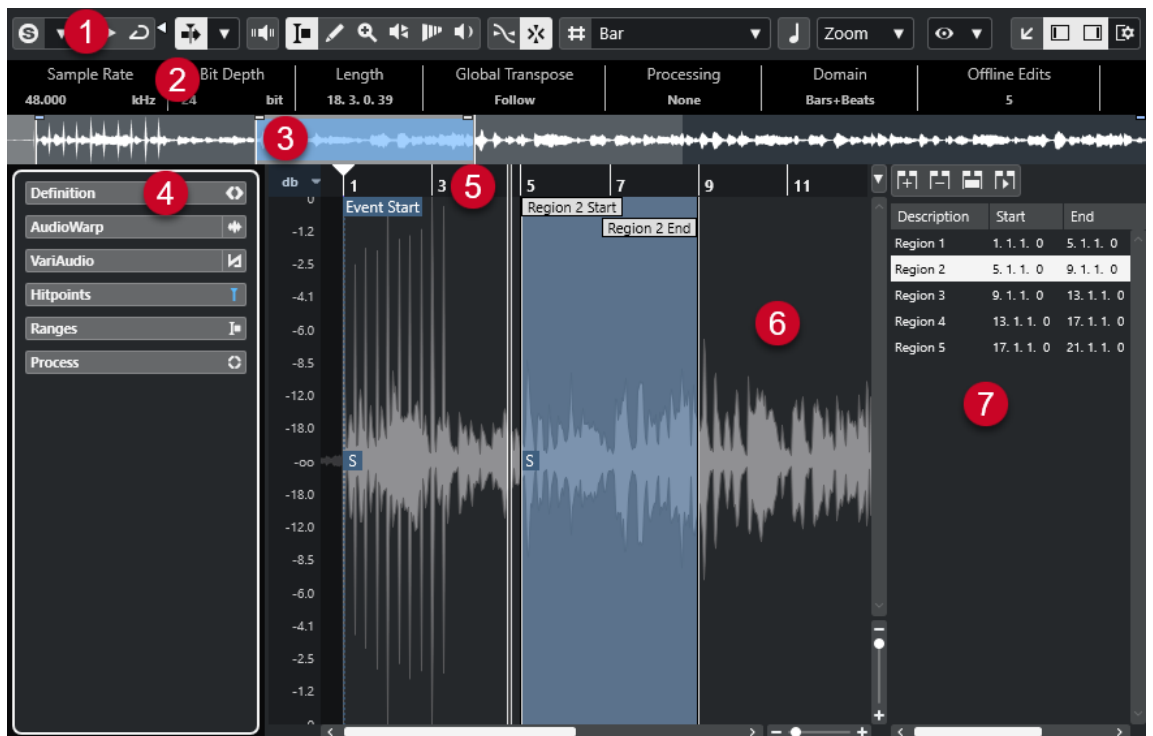 1
Bar
Zoom
2
Sample Rate Bit Depth Length Global Transpose Processing Domain Offline Edits
48.000 kHz 24 bit 18. 3. 0. 39 Follow None Bars+Beats 5
3
4
Definition
AudioWarp
VariAudio
Hitpoints
Ranges
Process
db
0
-1.2
-2.5
-4.1
-6.0
-8.5
-12.0
-18.0
-oo
-18.0
-12.0
-8.5
-6.0
-4.1
-2.5
-1.2
0
1 3 5 5 7 9 11
Event Start
Region 2 Start
Region 2 End
S
S
6
Description Start End
Region 1 1. 1. 1. 0 5. 1. 1. 0
Region 2 5. 1. 1. 0 9. 1. 1. 0
Region 3 9. 1. 1. 0 13. 1. 1. 0
Region 4 13. 1. 1. 0 17. 1. 1. 0
Region 5 17. 1. 1. 0 21. 1. 1. 0
7